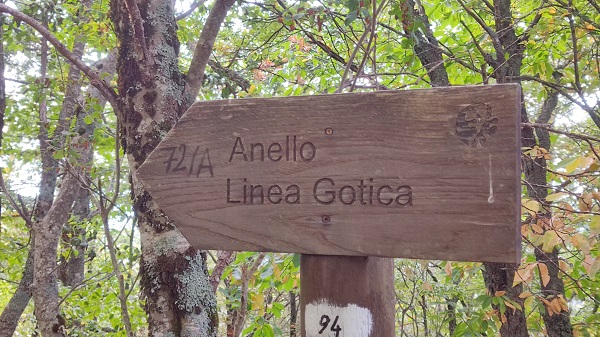 72/A
Anello
Linea Gotica
94